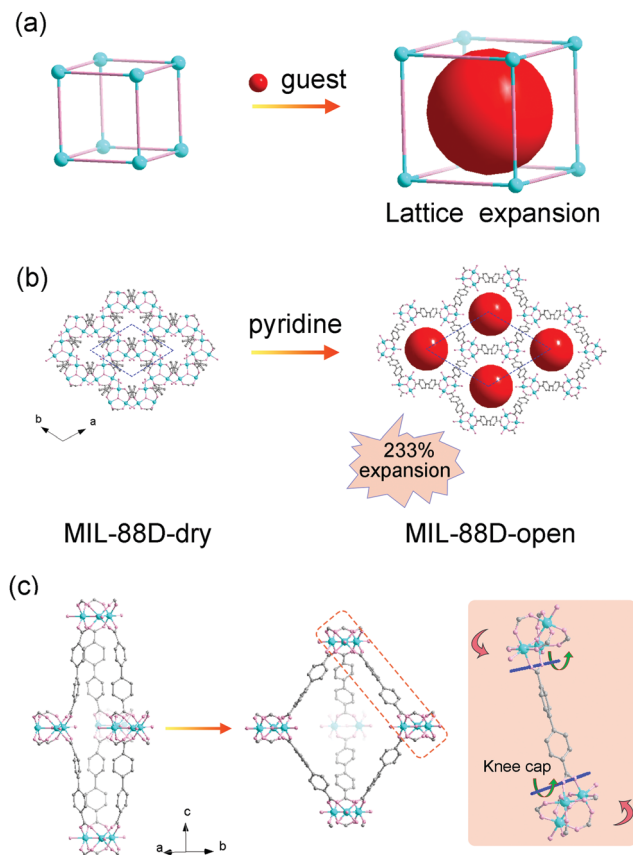 (a)
guest
Lattice expansion
(b)
pyridine
b
a
233%
expansion
MIL-88D-dry
MIL-88D-open
(c)
Knee cap
c
a
b